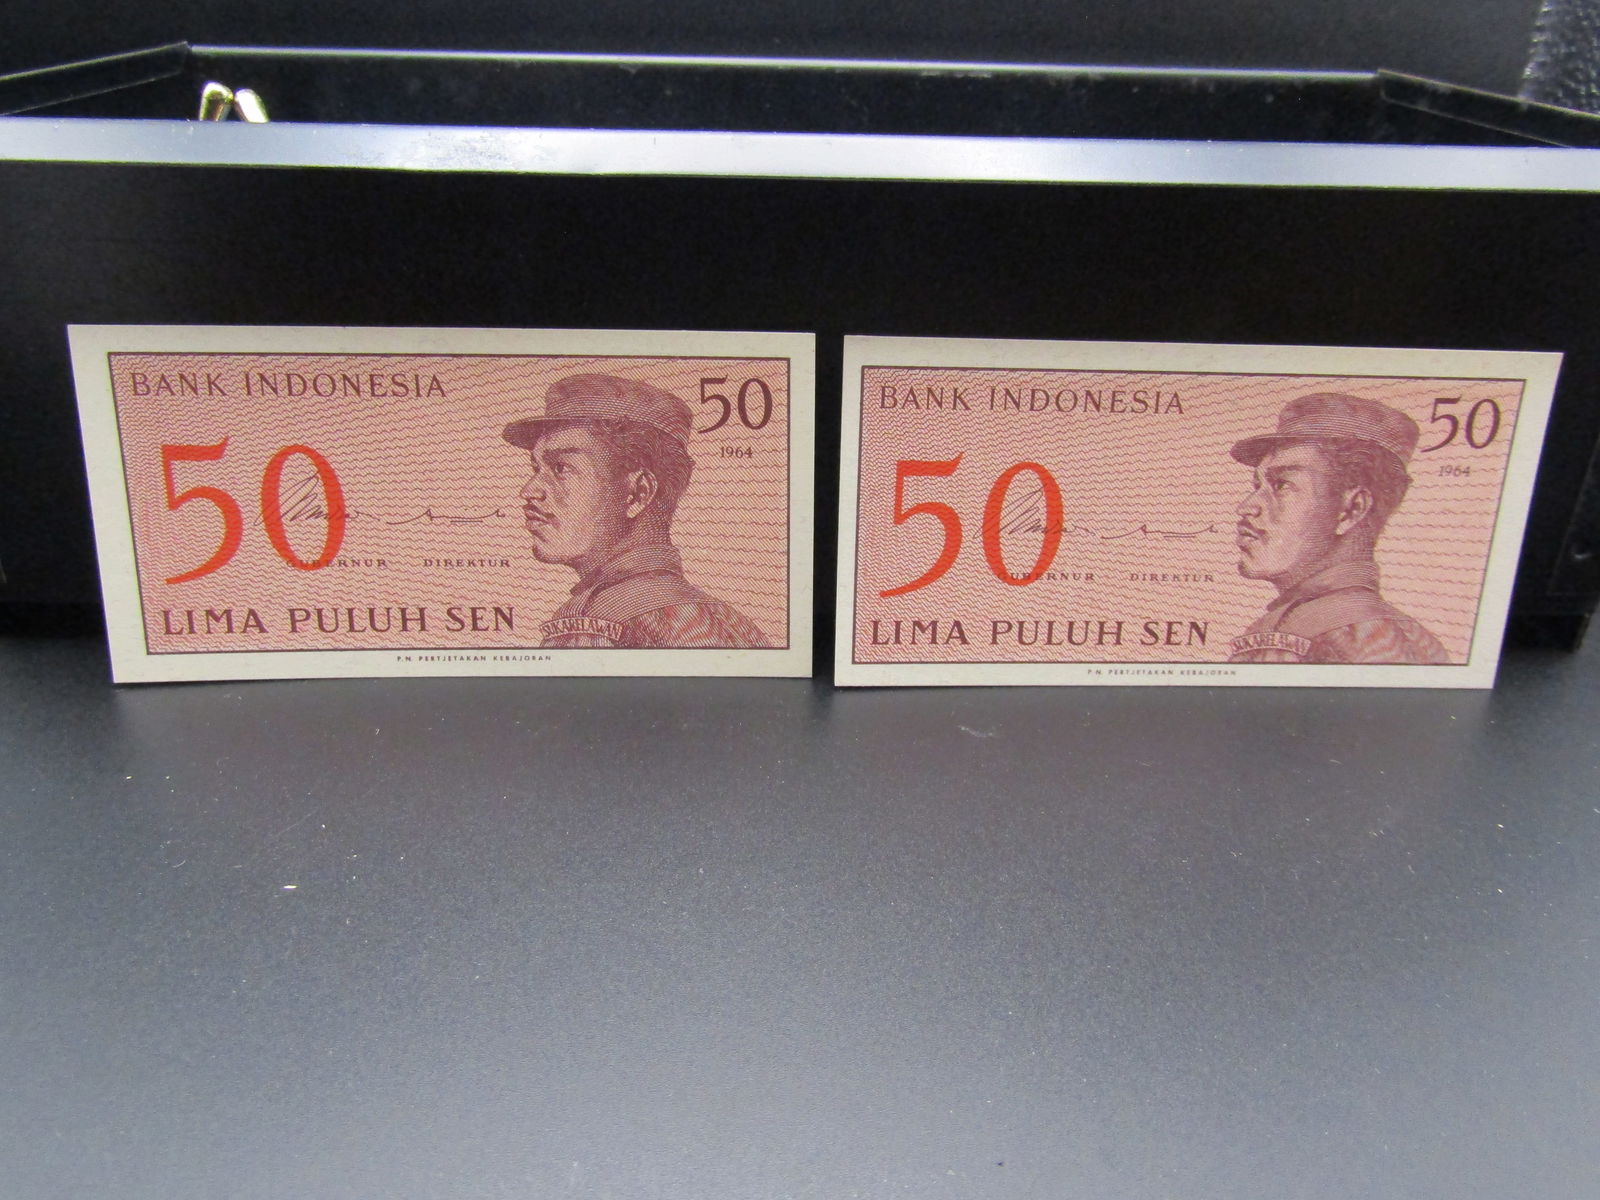 BANK INDONESIA
50
1964
50
GUBERNUR DIREKTUR
LIMA PULUH SEN
SUKARELAWAN
P.N. PERTJETAKAN KEBAJORAN
BANK INDONESIA
50
1964
50
GUBERNUR DIREKTUR
LIMA PULUH SEN
SUKARELAWAN
P.N. PERTJETAKAN KEBAJORAN